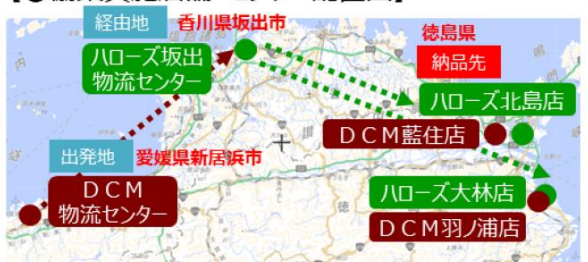 経由地
香川県坂出市
ハローズ坂出
物流センター
徳島県
納品先
ハローズ北島店
DCM藍住店
出発地
愛媛県新居浜市
DCM
物流センター
ハローズ大林店
DCM羽ノ浦店
徳